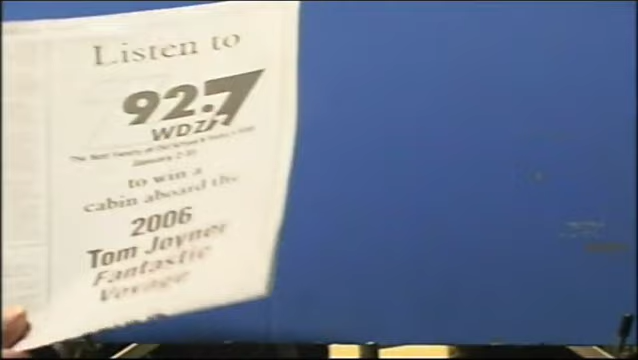 Listen to
92.7
WDZZ
to win a
cabin aboard the
2006
Tom Joyner
Fantastic
Voyage